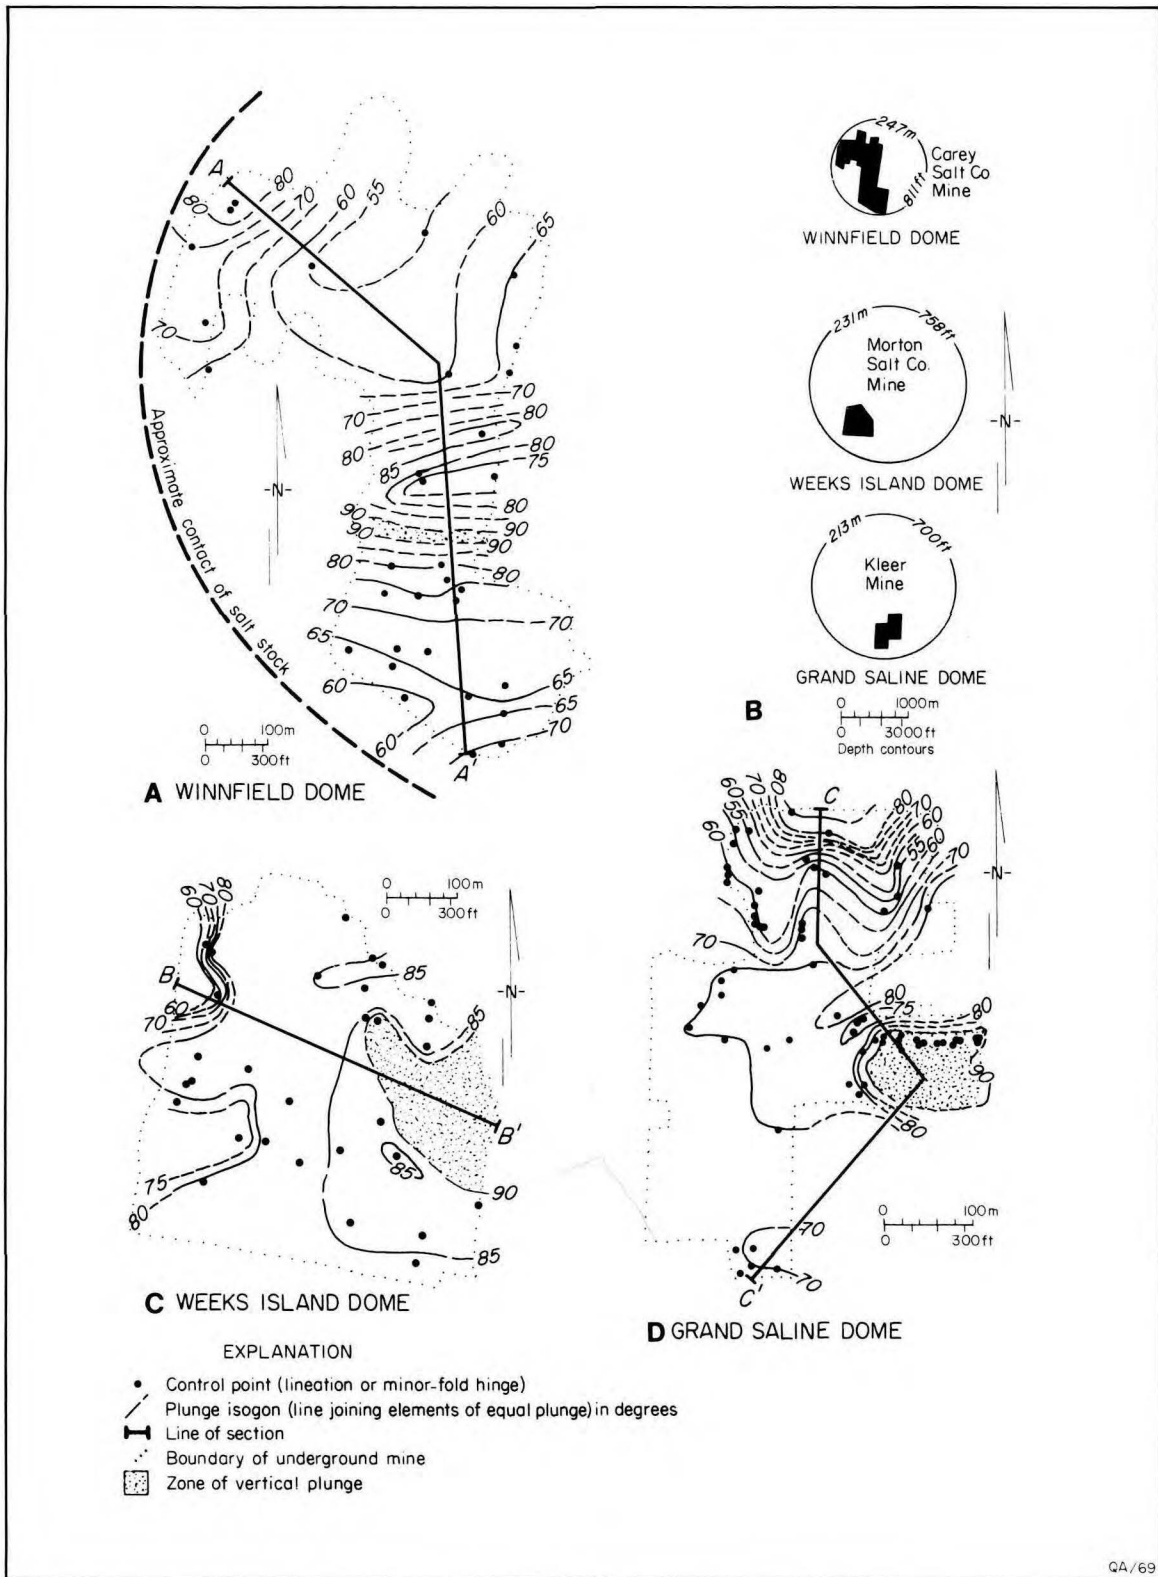 A
80
80
70
60
55
60
65
70
70
70
80
80
80
85
75
90
80
90
90
90
80
80
70
70
65
60
65
65
60
70
A'
Approximate contact of salt stock
-N-
0 100m
0 300ft
A WINNFIELD DOME
247m
811ft
Carey
Salt Co
Mine
WINNFIELD DOME
231m
758ft
Morton
Salt Co.
Mine
-N-
WEEKS ISLAND DOME
213m
700ft
Kleer
Mine
GRAND SALINE DOME
B
0 1000m
0 3000ft
Depth contours
60
70
80
0 100m
0 300ft
B
60
70
85
-N-
85
B'
75
80
85
90
85
C WEEKS ISLAND DOME
60
55
70
80
C
80
70
60
55
60
70
60
-N-
70
80
75
80
90
80
0 100m
0 300ft
70
70
C'
D GRAND SALINE DOME
EXPLANATION
Control point (lineation or minor-fold hinge)
Plunge isogon (line joining elements of equal plunge) in degrees
Line of section
Boundary of underground mine
Zone of vertical plunge
QA/69